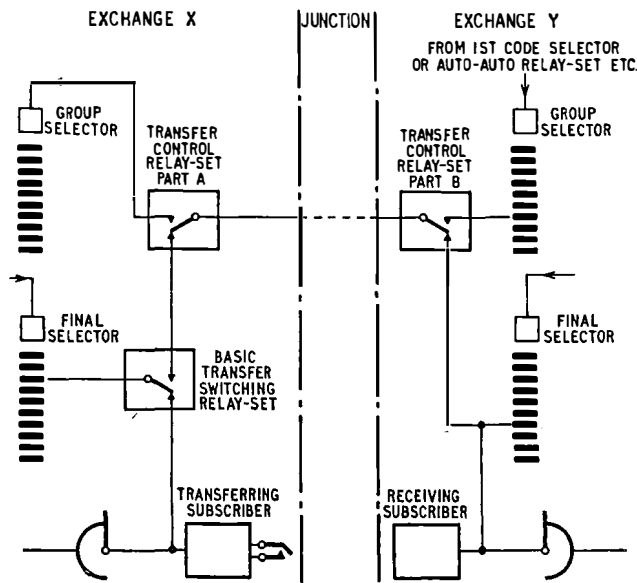 EXCHANGE X
JUNCTION
EXCHANGE Y
FROM 1ST CODE SELECTOR
OR AUTO-AUTO RELAY-SET ETC.
GROUP
SELECTOR
TRANSFER
CONTROL
RELAY-SET
PART A
TRANSFER
CONTROL
RELAY-SET
PART B
GROUP
SELECTOR
FINAL
SELECTOR
BASIC
TRANSFER
SWITCHING
RELAY-SET
FINAL
SELECTOR
TRANSFERRING
SUBSCRIBER
RECEIVING
SUBSCRIBER